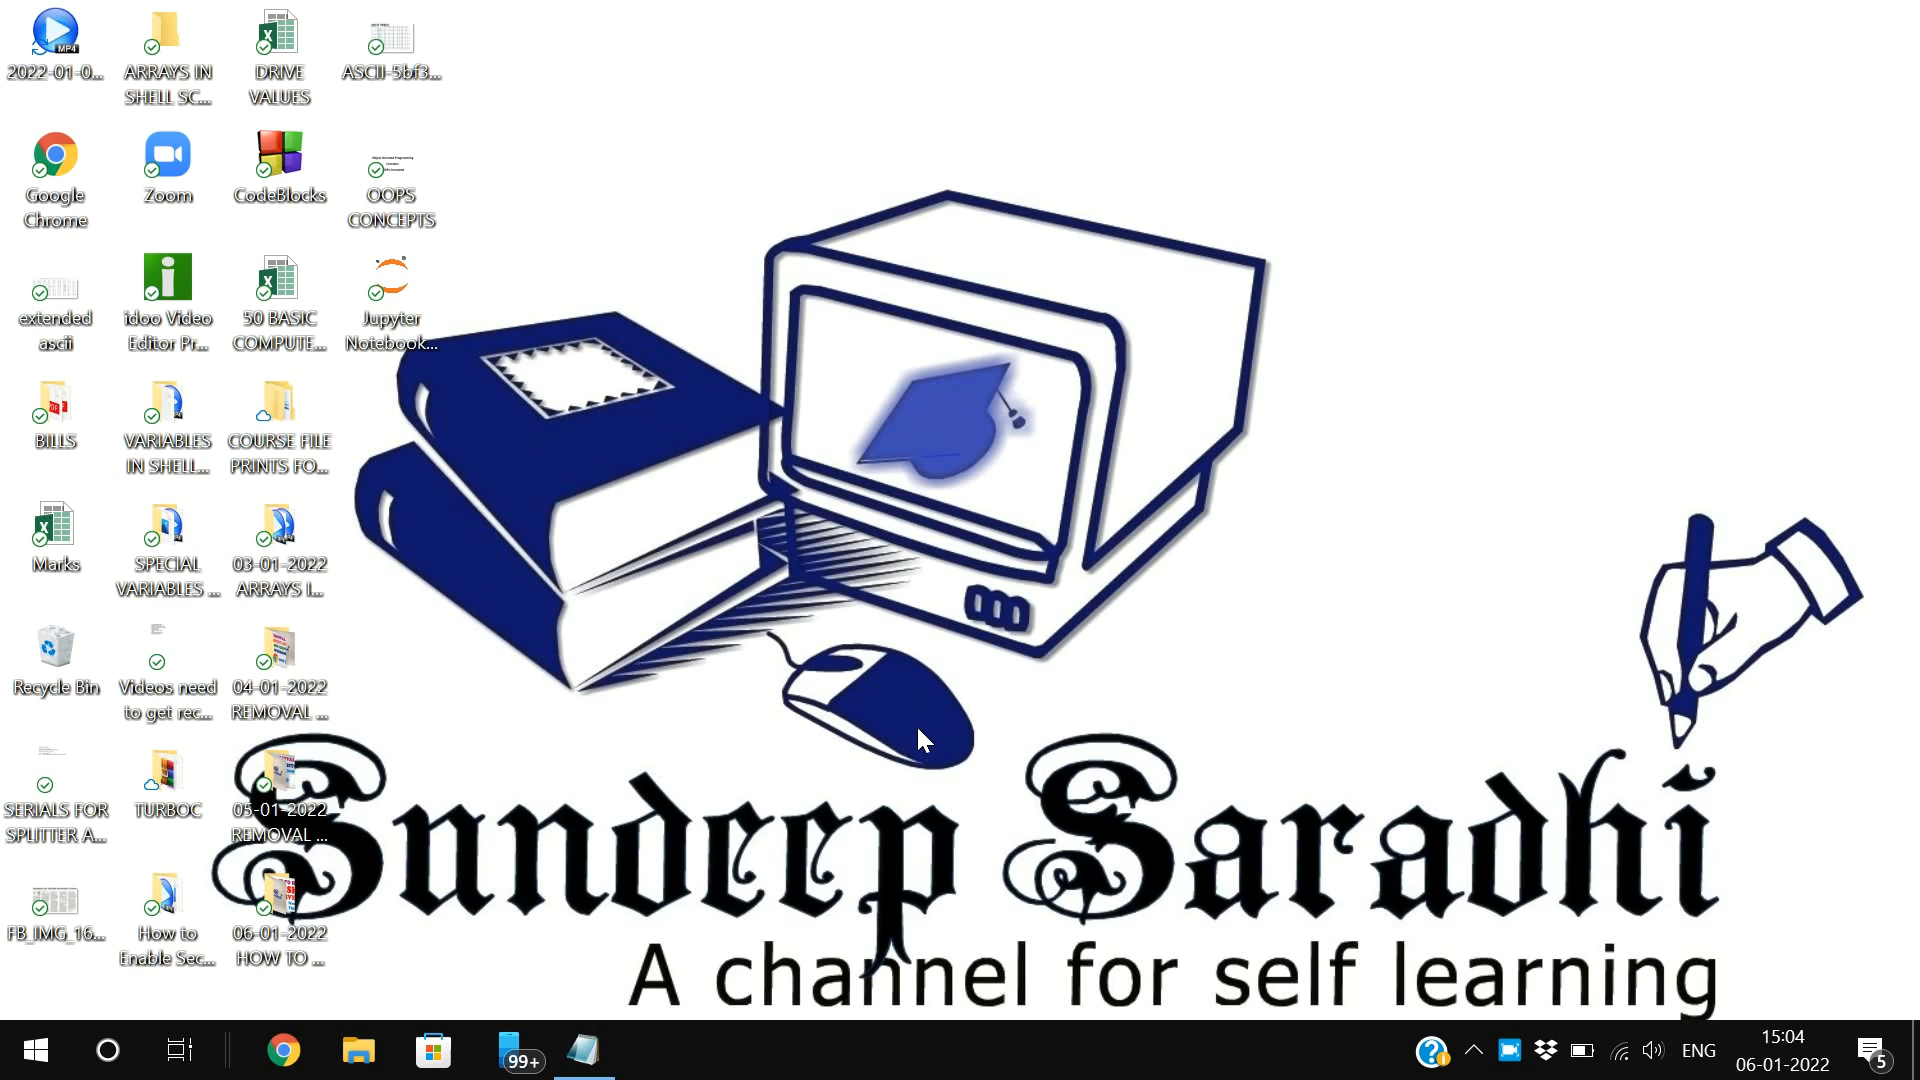 2022-01-0...
MP4
ARRAYS IN
SHELL SC...
DRIVE
VALUES
ASCII-5bf3...
Google
Chrome
Zoom
CodeBlocks
OOPS
CONCEPTS
extended
ascii
idoo Video
Editor Pr...
50 BASIC
COMPUTE...
Jupyter
Notebook...
BILLS
VARIABLES
IN SHELL...
COURSE FILE
PRINTS FO...
Marks
SPECIAL
VARIABLES ...
03-01-2022
ARRAYS I...
Recycle Bin
Videos need
to get rec...
04-01-2022
REMOVAL ...
SERIALS FOR
SPLITTER A...
TURBOC
05-01-2022
REMOVAL ...
FB_IMG_16...
How to
Enable Sec...
06-01-2022
HOW TO ...
Sundeep Saradhi
A channel for self learning
99+
ENG
15:04
06-01-2022
5